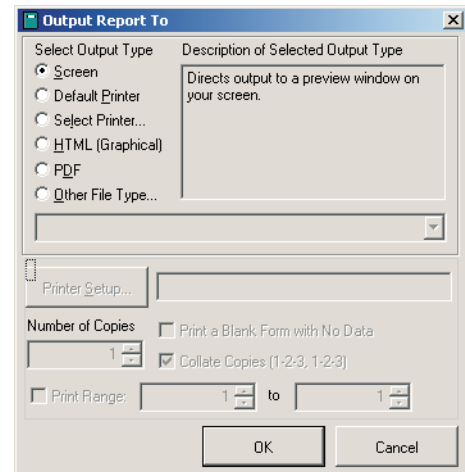 Output Report To
Select Output Type
Description of Selected Output Type
Screen
Default Printer
Select Printer...
HTML (Graphical)
PDF
Other File Type...
Directs output to a preview window on
your screen.
Printer Setup...
Number of Copies
Print a Blank Form with No Data
1
Collate Copies (1-2-3, 1-2-3)
Print Range:
1
to
1
OK
Cancel